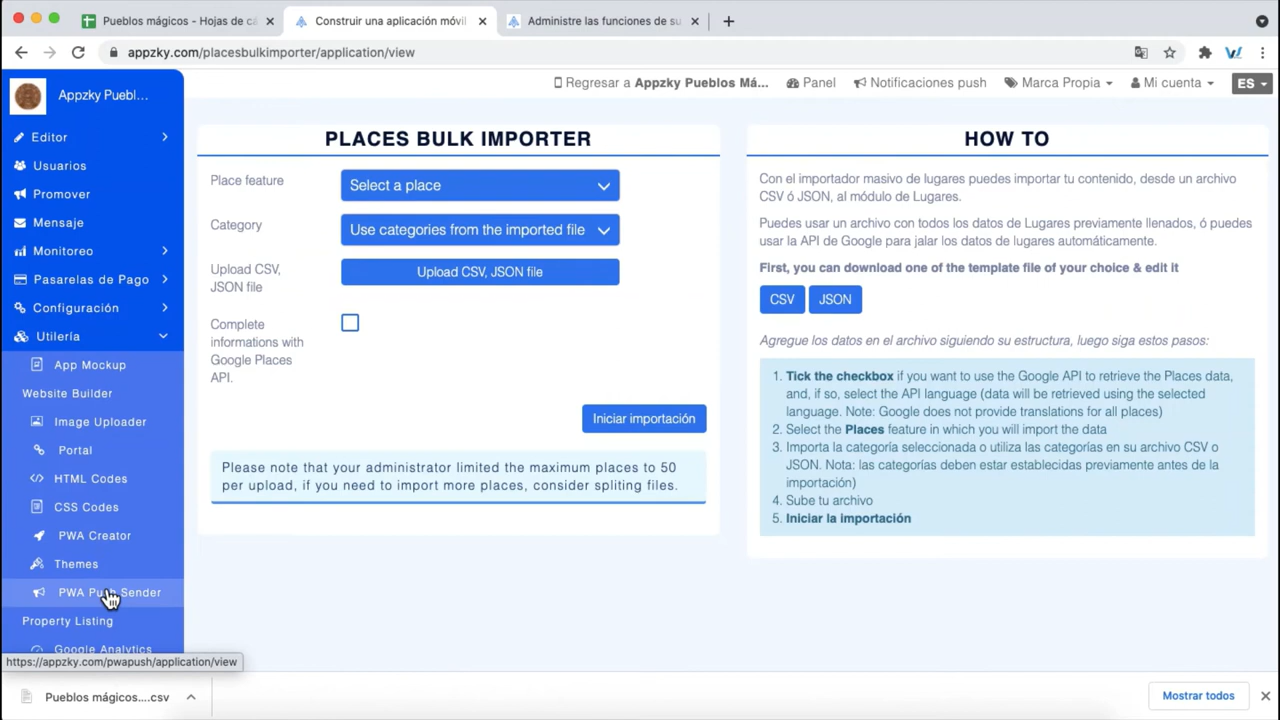 Pueblos mágicos - Hojas de cá
Construir una aplicación móvil
Administre las funciones de su
appzky.com/placesbulkimporter/application/view
Appzky Puebl...
Regresar a Appzky Pueblos Má...
Panel
Notificaciones push
Marca Propia
Mi cuenta
ES
Editor
Usuarios
Promover
Mensaje
Monitoreo
Pasarelas de Pago
Configuración
Utilería
App Mockup
Website Builder
Image Uploader
Portal
HTML Codes
CSS Codes
PWA Creator
Themes
PWA Push Sender
Property Listing
Google Analytics
https://appzky.com/pwapush/application/view
PLACES BULK IMPORTER
Place feature
Select a place
Category
Use categories from the imported file
Upload CSV,
JSON file
Upload CSV, JSON file
Complete
informations with
Google Places
API.
Iniciar importación
Please note that your administrator limited the maximum places to 50
per upload, if you need to import more places, consider spliting files.
HOW TO
Con el importador masivo de lugares puedes importar tu contenido, desde un archivo
CSV ó JSON, al módulo de Lugares.
Puedes usar un archivo con todos los datos de Lugares previamente llenados, ó puedes
usar la API de Google para jalar los datos de lugares automáticamente.
First, you can download one of the template file of your choice & edit it
CSV
JSON
Agregue los datos en el archivo siguiendo su estructura, luego siga estos pasos:
1. Tick the checkbox if you want to use the Google API to retrieve the Places data,
and, if so, select the API language (data will be retrieved using the selected
language. Note: Google does not provide translations for all places)
2. Select the Places feature in which you will import the data
3. Importa la categoría seleccionada o utiliza las categorías en su archivo CSV o
JSON. Nota: las categorías deben estar establecidas previamente antes de la
importación)
4. Sube tu archivo
5. Iniciar la importación
Pueblos mágicos....csv
Mostrar todos